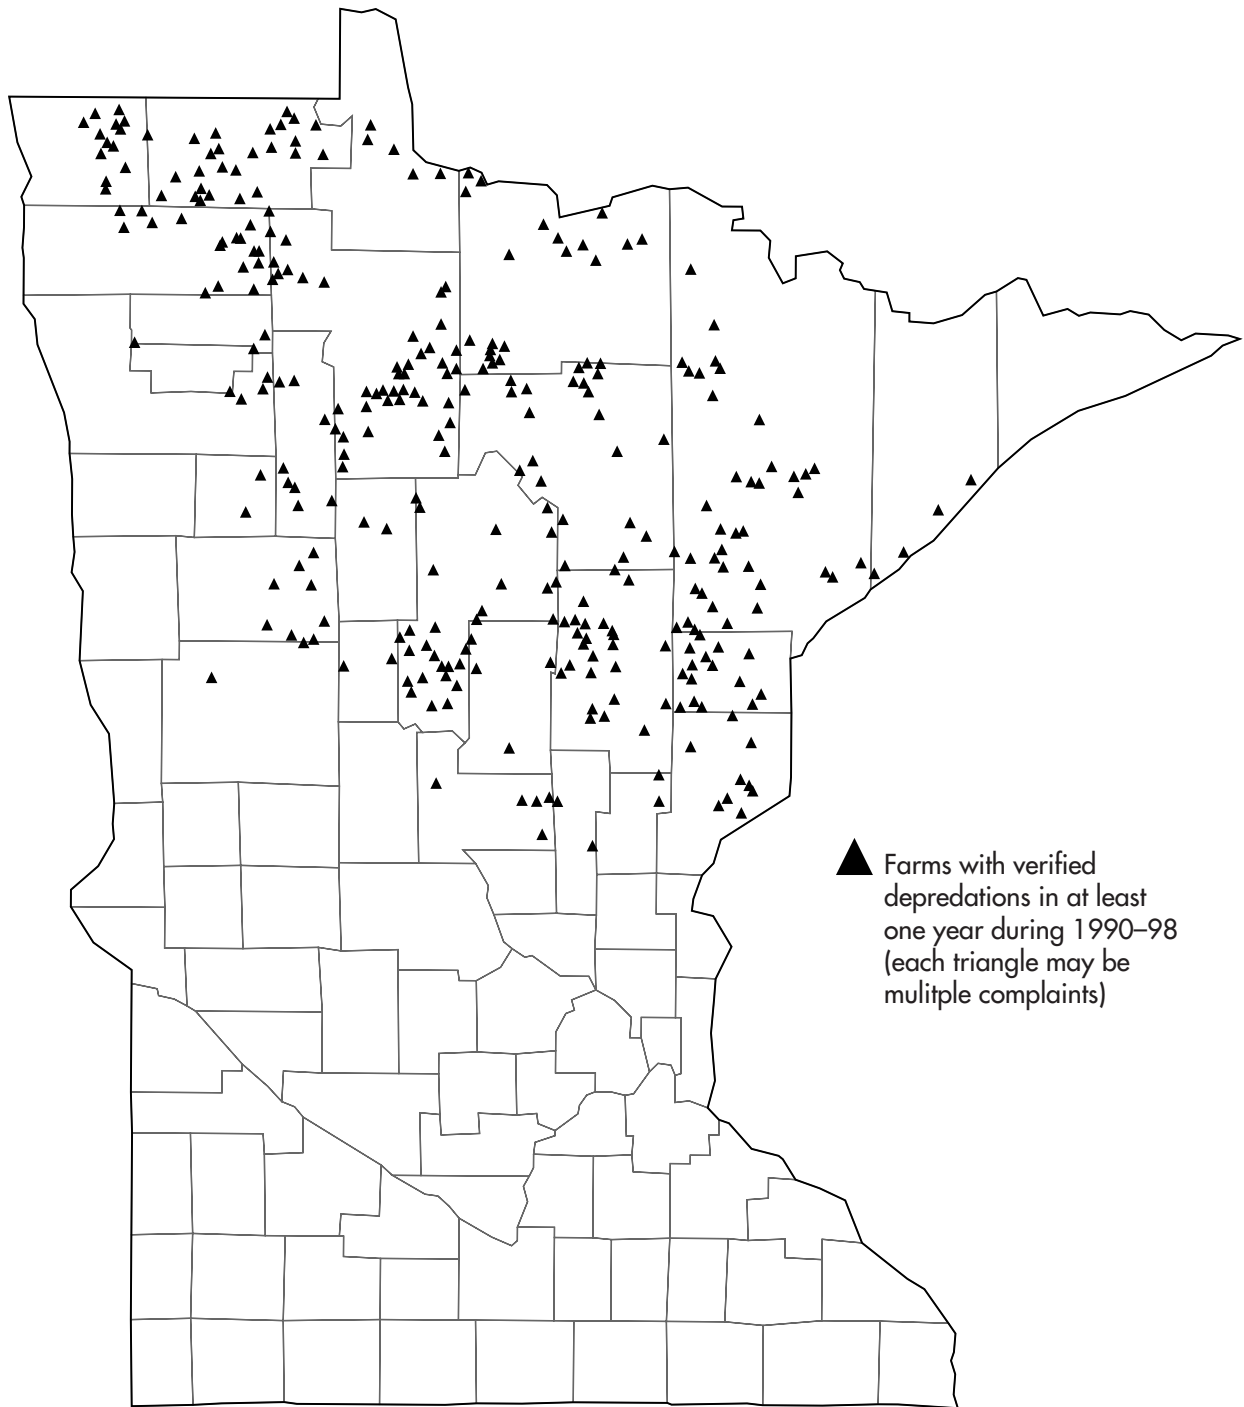 Farms with verified
depredations in at least
one year during 1990–98
(each triangle may be
mulitple complaints)